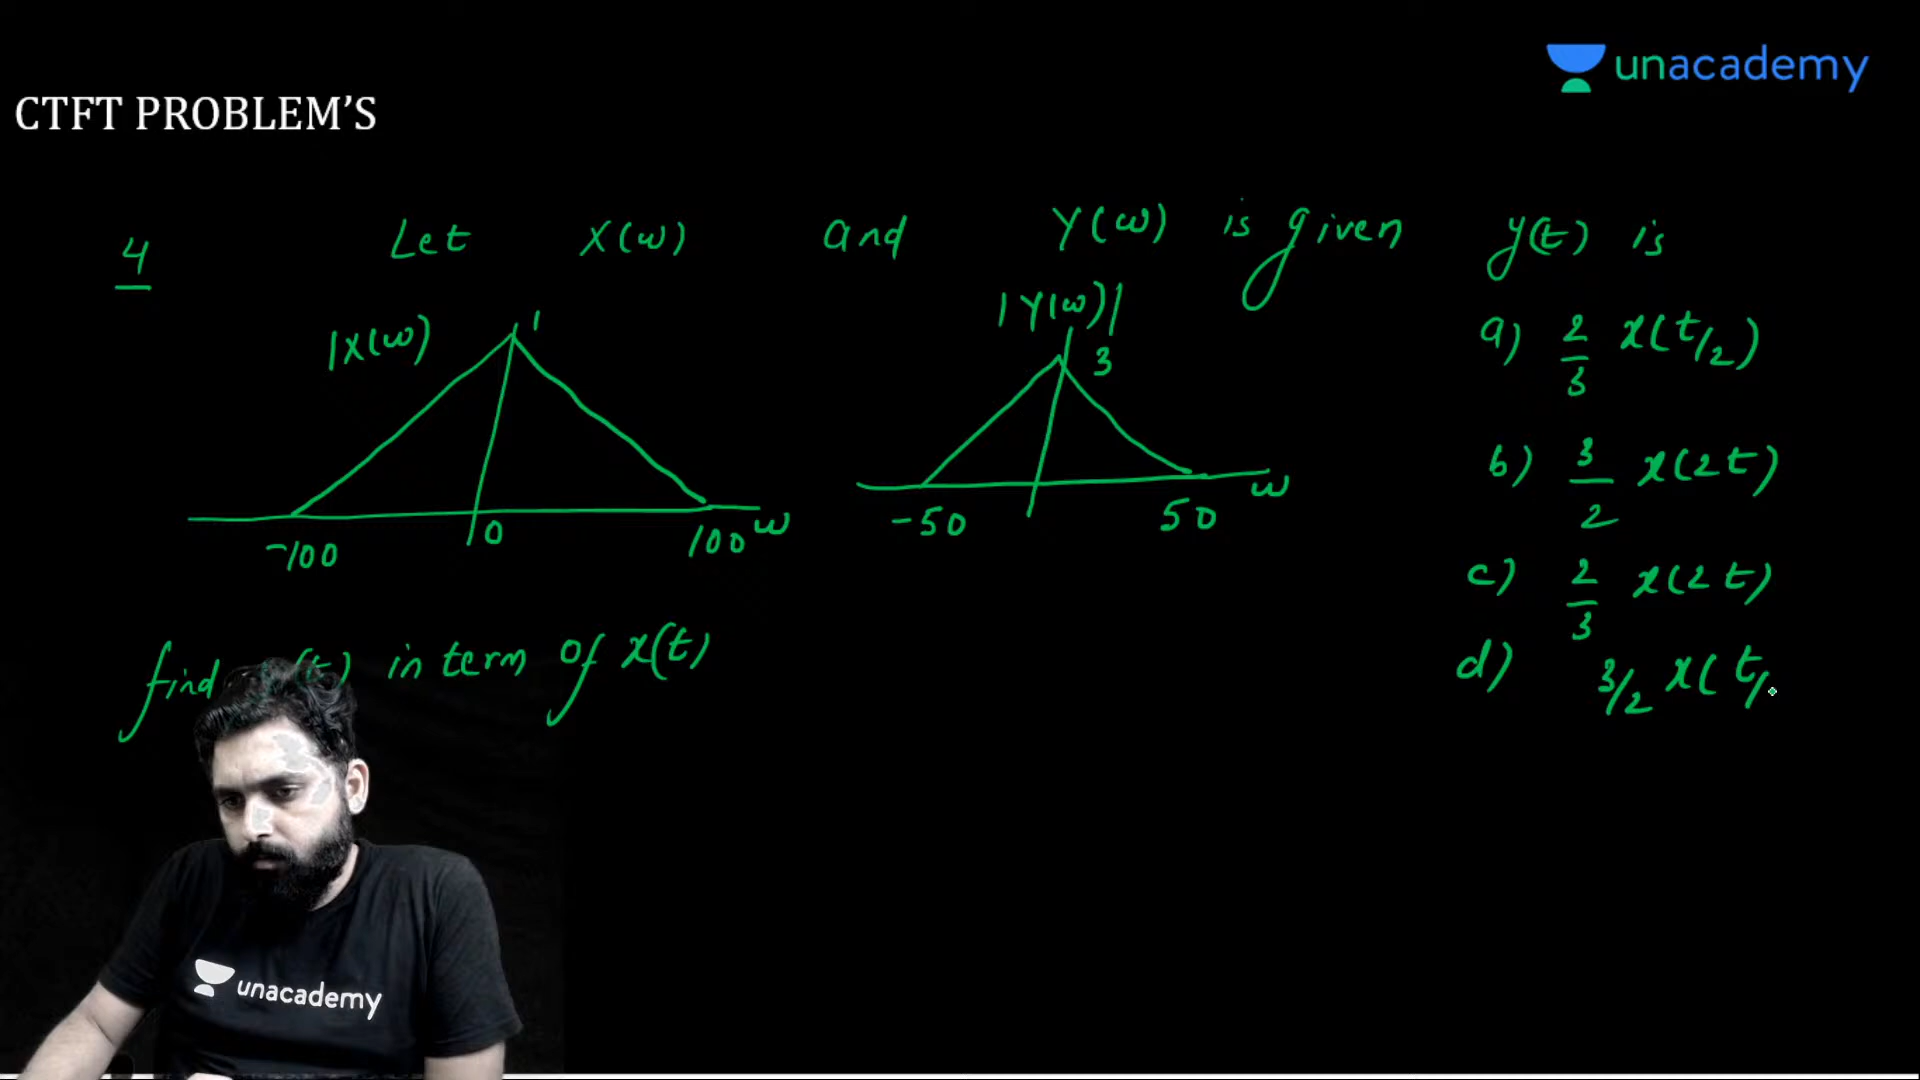 unacademy
CTFT PROBLEM'S
4 Let X(ω) and Y(ω) is given y(t) is
|X(ω)
1
-100 0 100 ω
|Y(ω)|
3
-50 50 ω
a) 2/3 x(t/2)
b) 3/2 x(2t)
c) 2/3 x(2t)
d) 3/2 x(t/
find (t) in term of x(t)
unacademy